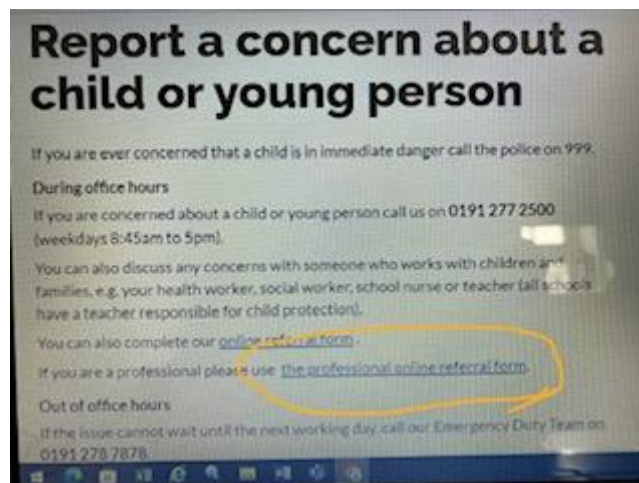 Report a concern about a
child or young person
If you are ever concerned that a child is in immediate danger call the police on 999.
During office hours
If you are concerned about a child or young person call us on 0191 277 2500
(weekdays 8:45am to 5pm).
You can also discuss any concerns with someone who works with children and
families, e.g. your health worker, social worker, school nurse or teacher (all schools
have a teacher responsible for child protection).
You can also complete our online referral form.
If you are a professional please use the professional online referral form.
Out of office hours
If the issue cannot wait until the next working day, call our Emergency Duty Team on
0191 278 7878